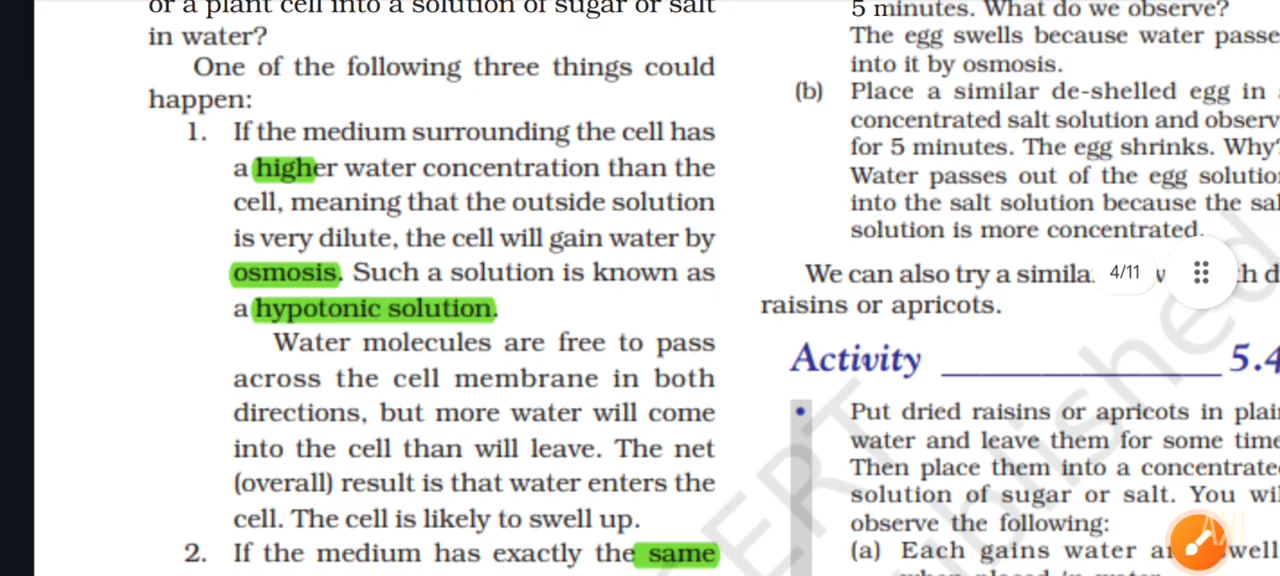 or a plant cell into a solution of sugar or salt
in water?
One of the following three things could
happen:
1. If the medium surrounding the cell has
a higher water concentration than the
cell, meaning that the outside solution
is very dilute, the cell will gain water by
osmosis. Such a solution is known as
a hypotonic solution.
Water molecules are free to pass
across the cell membrane in both
directions, but more water will come
into the cell than will leave. The net
(overall) result is that water enters the
cell. The cell is likely to swell up.
2. If the medium has exactly the same
5 minutes. What do we observe?
The egg swells because water passe
into it by osmosis.
(b) Place a similar de-shelled egg in
concentrated salt solution and observ
for 5 minutes. The egg shrinks. Why?
Water passes out of the egg solutio
into the salt solution because the sal
solution is more concentrated.
We can also try a simila
4/11
raisins or apricots.
Activity 5.4
• Put dried raisins or apricots in plai
water and leave them for some time
Then place them into a concentrate
solution of sugar or salt. You wil
observe the following:
(a) Each gains water a well